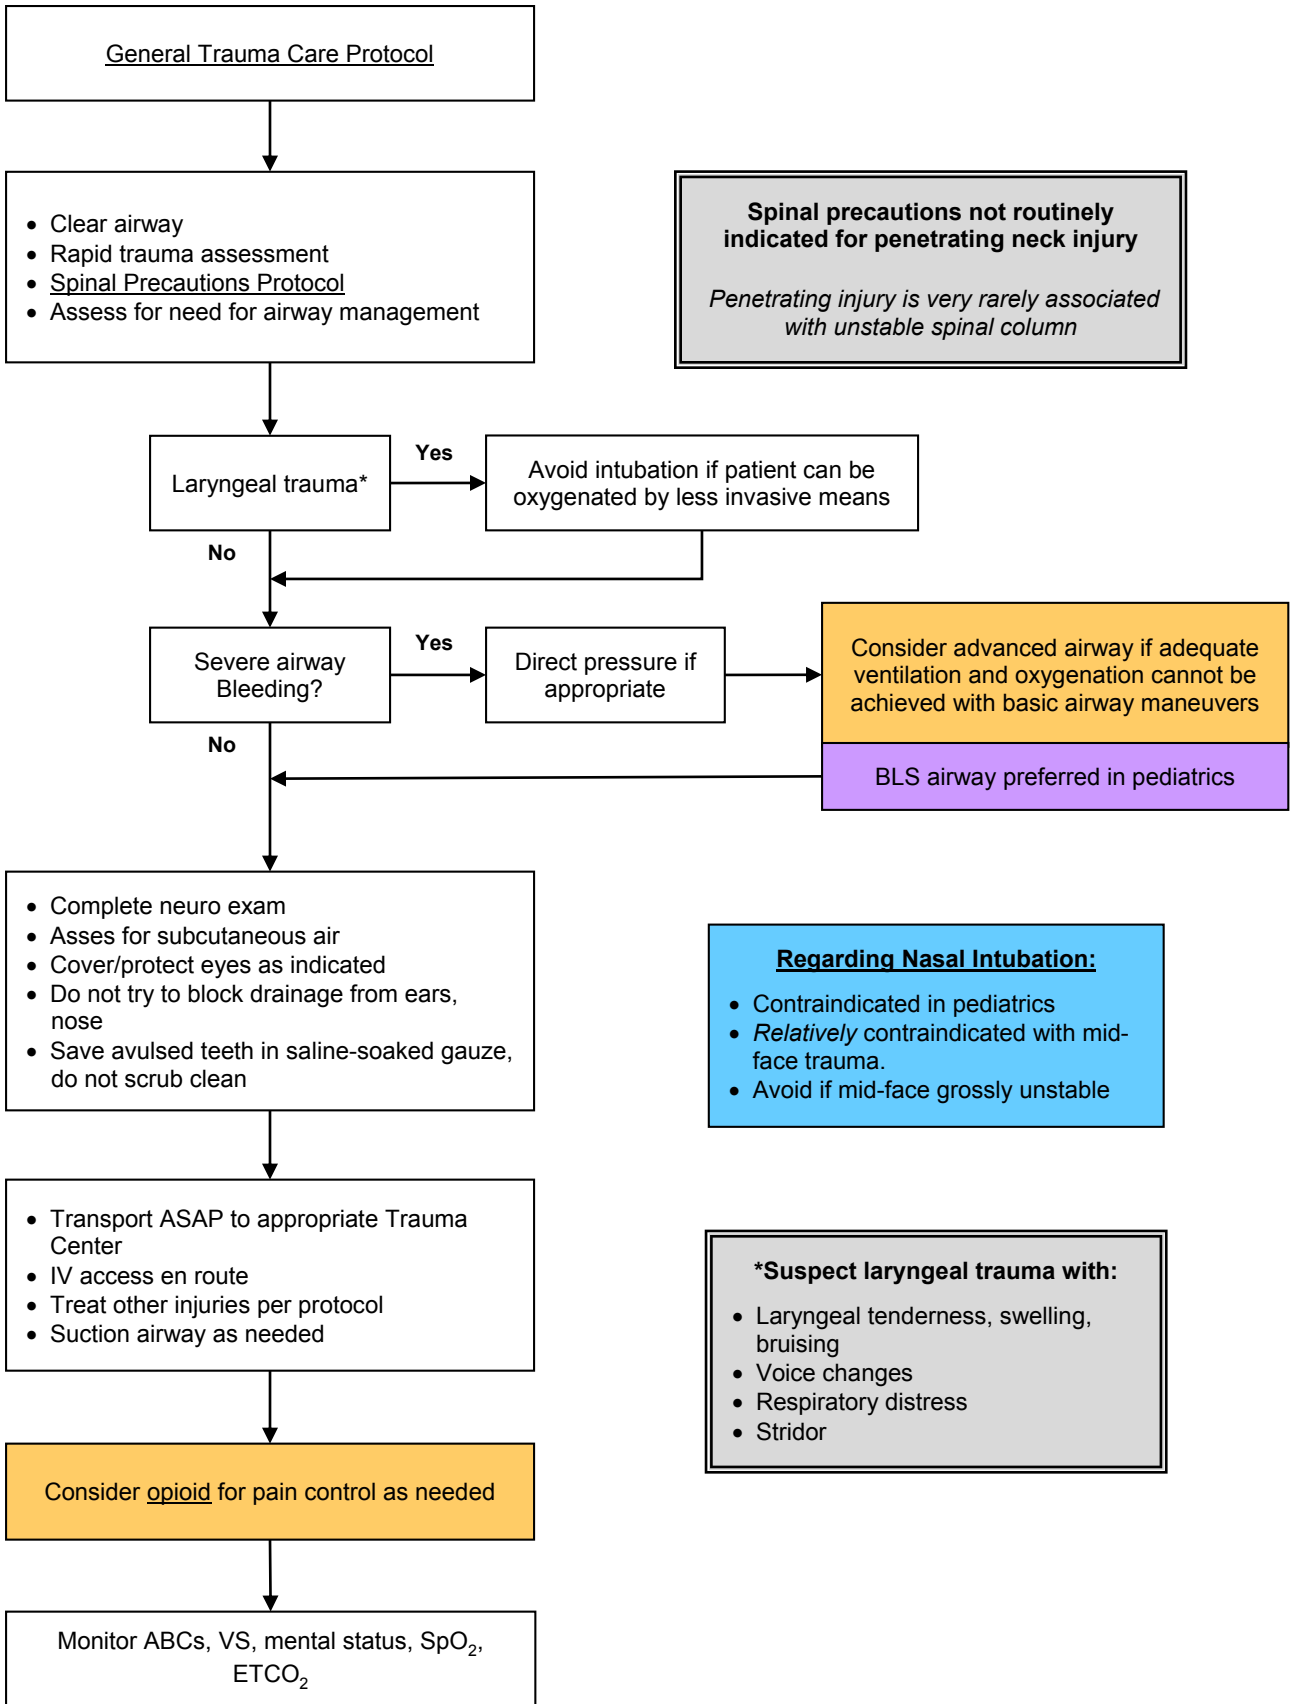 General Trauma Care Protocol
• Clear airway
• Rapid trauma assessment
• Spinal Precautions Protocol
• Assess for need for airway management
Spinal precautions not routinely
indicated for penetrating neck injury
Penetrating injury is very rarely associated
with unstable spinal column
Laryngeal trauma*
Yes
Avoid intubation if patient can be
oxygenated by less invasive means
No
Severe airway
Bleeding?
Yes
Direct pressure if
appropriate
Consider advanced airway if adequate
ventilation and oxygenation cannot be
achieved with basic airway maneuvers
BLS airway preferred in pediatrics
No
• Complete neuro exam
• Asses for subcutaneous air
• Cover/protect eyes as indicated
• Do not try to block drainage from ears,
nose
• Save avulsed teeth in saline-soaked gauze,
do not scrub clean
Regarding Nasal Intubation:
• Contraindicated in pediatrics
• Relatively contraindicated with mid-
face trauma.
• Avoid if mid-face grossly unstable
• Transport ASAP to appropriate Trauma
Center
• IV access en route
• Treat other injuries per protocol
• Suction airway as needed
*Suspect laryngeal trauma with:
• Laryngeal tenderness, swelling,
bruising
• Voice changes
• Respiratory distress
• Stridor
Consider opioid for pain control as needed
Monitor ABCs, VS, mental status, SpO2,
ETCO2